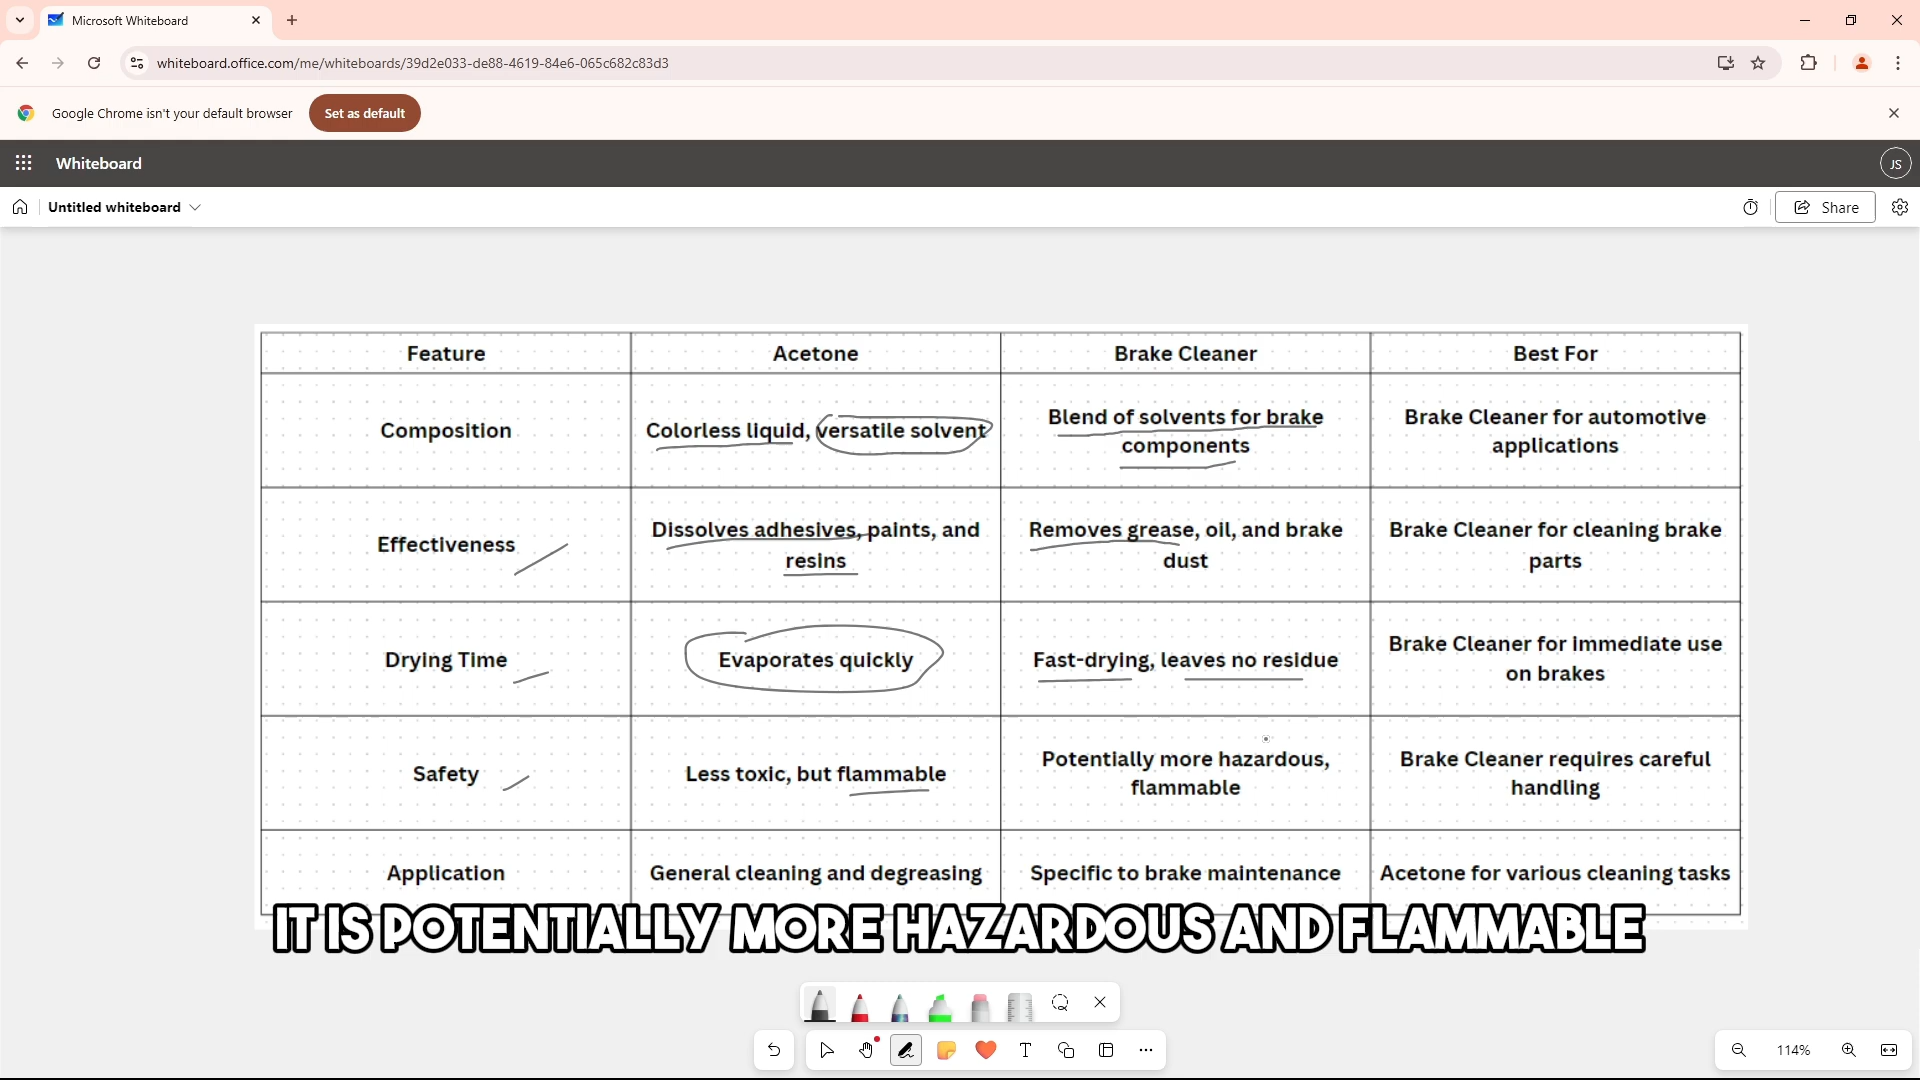 Microsoft Whiteboard
whiteboard.office.com/me/whiteboards/39d2e033-de88-4619-84e6-065c682c83d3
Google Chrome isn't your default browser
Set as default
Whiteboard
JS
Untitled whiteboard
Share
Feature Acetone Brake Cleaner Best For
Composition
Colorless liquid, versatile solvent
Blend of solvents for brake
components
Brake Cleaner for automotive
applications
Effectiveness
Dissolves adhesives, paints, and
resins
Removes grease, oil, and brake
dust
Brake Cleaner for cleaning brake
parts
Drying Time
Evaporates quickly
Fast-drying, leaves no residue
Brake Cleaner for immediate use
on brakes
Safety
Less toxic, but flammable
Potentially more hazardous,
flammable
Brake Cleaner requires careful
handling
Application
General cleaning and degreasing
Specific to brake maintenance
Acetone for various cleaning tasks
IT IS POTENTIALLY MORE HAZARDOUS AND FLAMMABLE
T
114%